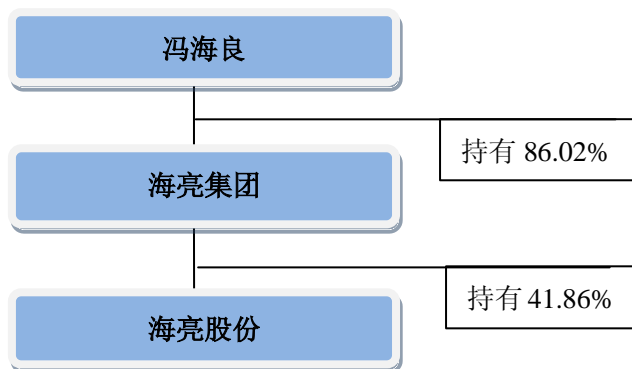 冯海良
持有 86.02%
海亮集团
持有 41.86%
海亮股份